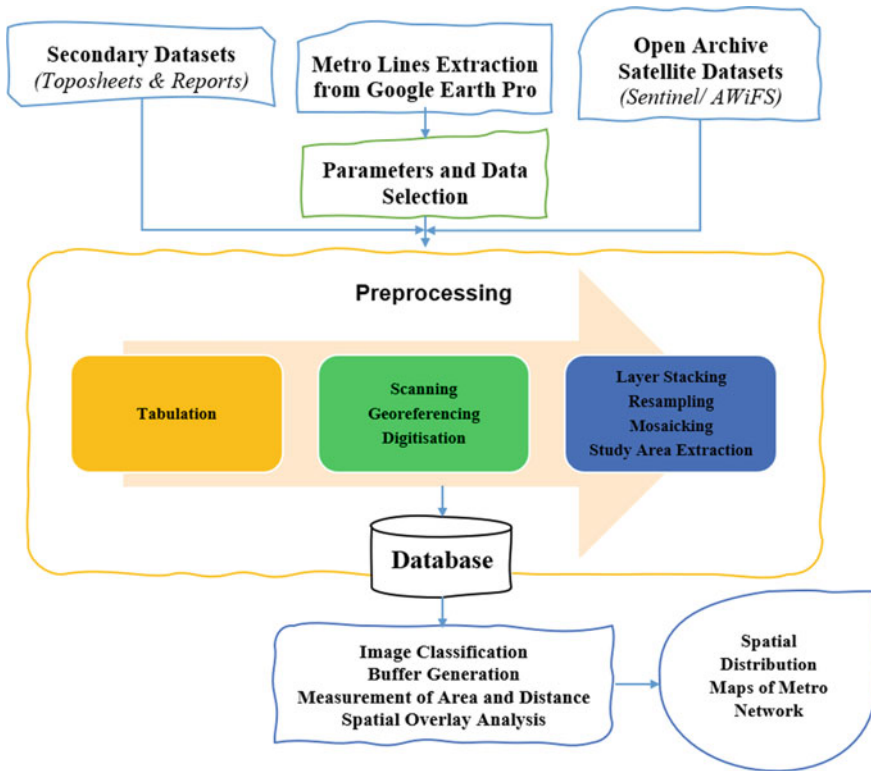 Secondary Datasets
(Toposheets & Reports)
Metro Lines Extraction
from Google Earth Pro
Open Archive
Satellite Datasets
(Sentinel/ AWiFS)
Parameters and Data
Selection
Preprocessing
Tabulation
Scanning
Georeferencing
Digitisation
Layer Stacking
Resampling
Mosaicking
Study Area Extraction
Database
Image Classification
Buffer Generation
Measurement of Area and Distance
Spatial Overlay Analysis
Spatial
Distribution
Maps of Metro
Network